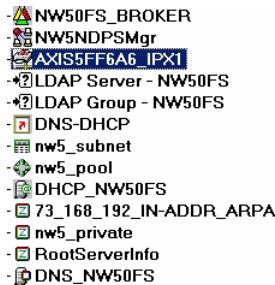 NW50FS_BROKER
NW5NDPSMgr
AXIS5FF6A6_IPX1
LDAP Server - NW50FS
LDAP Group - NW50FS
DNS-DHCP
nw5_subnet
nw5_pool
DHCP_NW50FS
73_168_192_IN-ADDR_ARPA
nw5_private
RootServerInfo
DNS_NW50FS